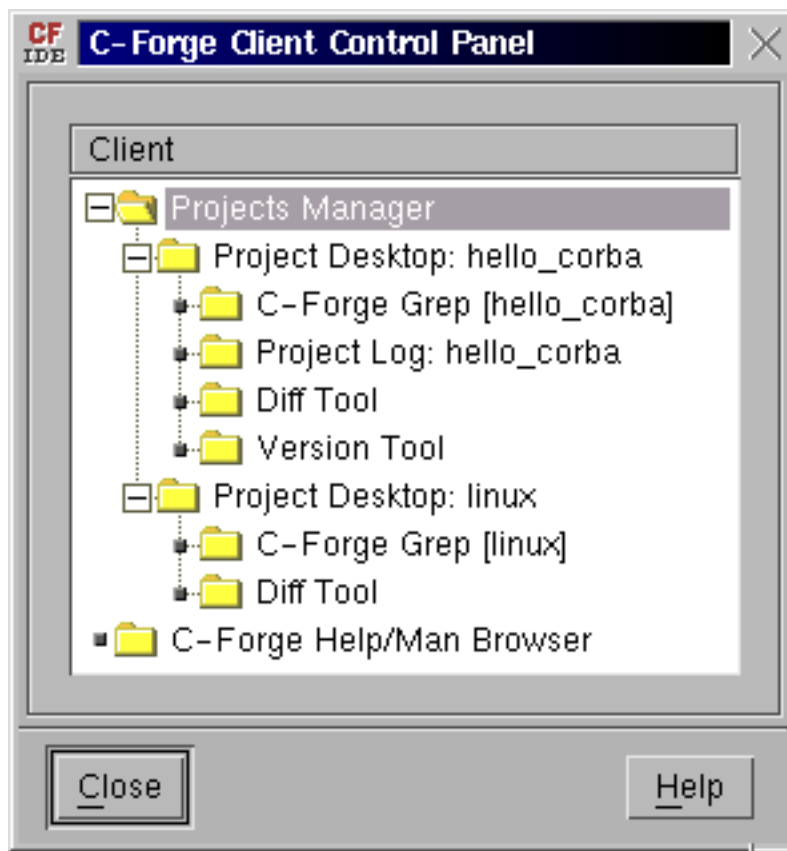 CF
IDE
C-Forge Client Control Panel
Client
Projects Manager
Project Desktop: hello_corba
C-Forge Grep [hello_corba]
Project Log: hello_corba
Diff Tool
Version Tool
Project Desktop: linux
C-Forge Grep [linux]
Diff Tool
C-Forge Help/Man Browser
Close
Help